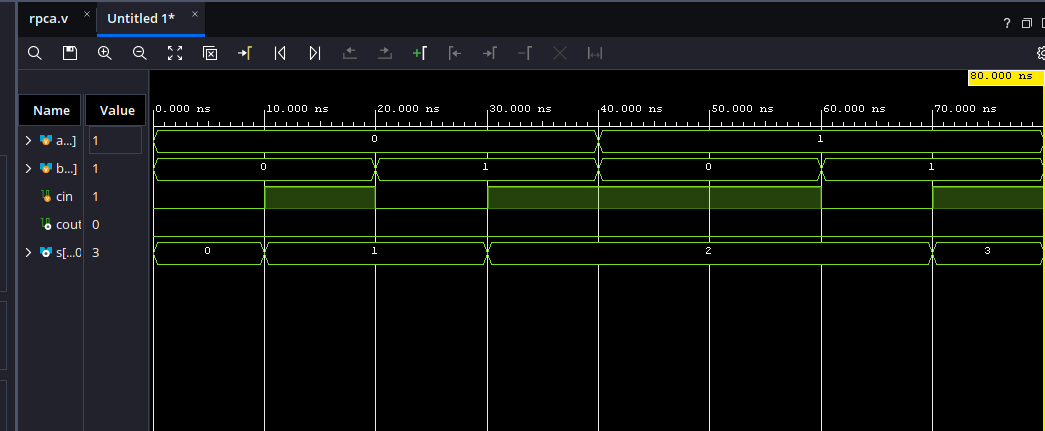 rpca.v × Untitled 1* ×
?
80.000 ns
Name Value 0.000 ns 10.000 ns 20.000 ns 30.000 ns 40.000 ns 50.000 ns 60.000 ns 70.000 ns
a...] 1 0 1
b...] 1 0 1 0 1
cin 1
cout 0
s[...0 3 0 1 2 3